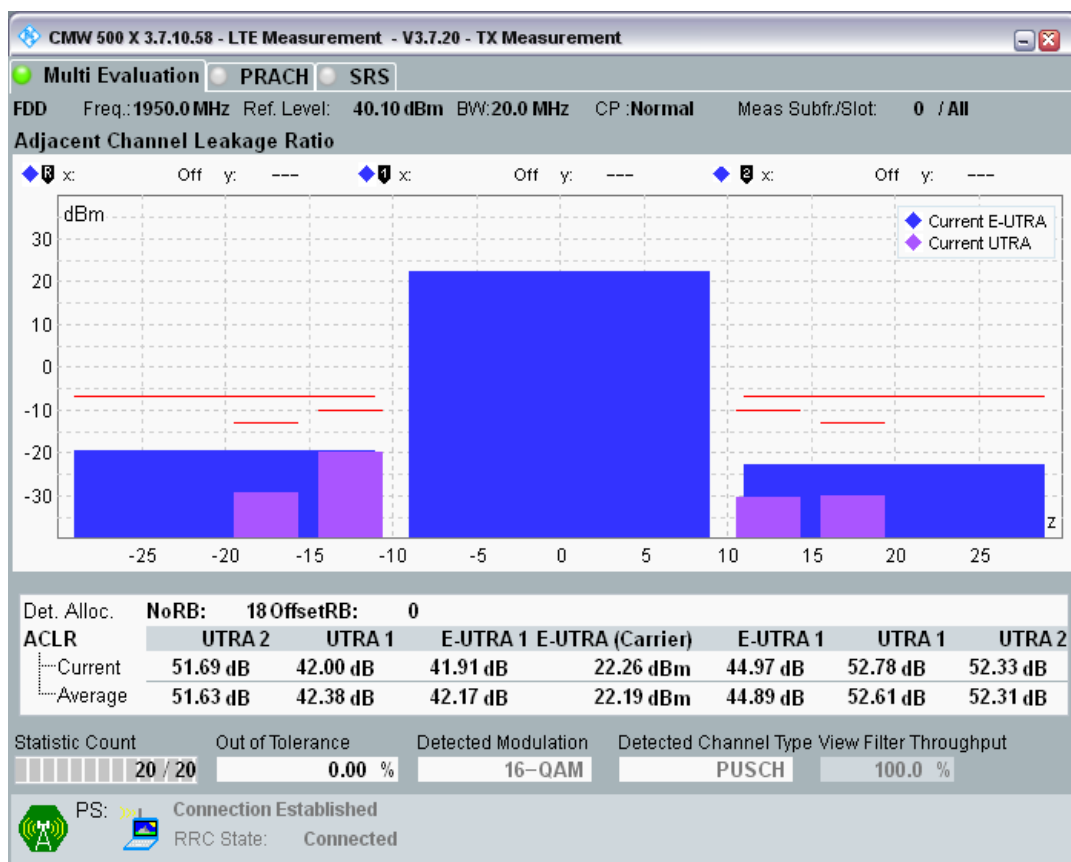 CMW 500 X 3.7.10.58 - LTE Measurement - V3.7.20 - TX Measurement
Multi Evaluation PRACH SRS
FDD Freq.: 1950.0 MHz Ref. Level: 40.10 dBm BW: 20.0 MHz CP : Normal Meas Subfr./Slot: 0 / All
Adjacent Channel Leakage Ratio
R x: Off y: --- 1 x: Off y: --- 2 x: Off y: ---
dBm
Current E-UTRA
Current UTRA
30
20
10
0
-10
-20
-30
z
-25 -20 -15 -10 -5 0 5 10 15 20 25
Det. Alloc. NoRB: 18 OffsetRB: 0
ACLR UTRA 2 UTRA 1 E-UTRA 1 E-UTRA (Carrier) E-UTRA 1 UTRA 1 UTRA 2
Current 51.69 dB 42.00 dB 41.91 dB 22.26 dBm 44.97 dB 52.78 dB 52.33 dB
Average 51.63 dB 42.38 dB 42.17 dB 22.19 dBm 44.89 dB 52.61 dB 52.31 dB
Statistic Count Out of Tolerance Detected Modulation Detected Channel Type View Filter Throughput
20 / 20 0.00 % 16-QAM PUSCH 100.0 %
PS: Connection Established
RRC State: Connected